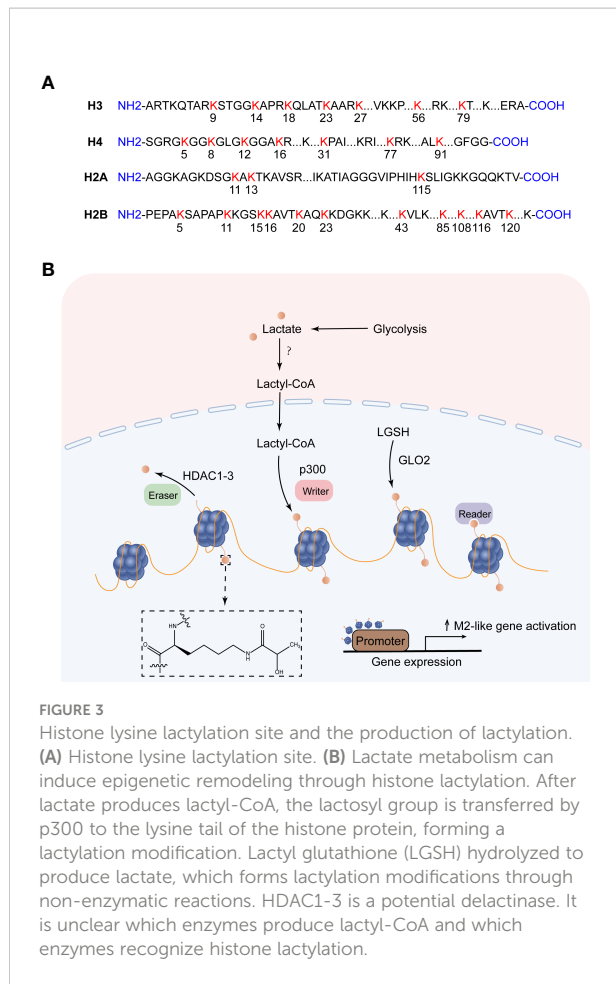 A
H3 NH2-ARTKQTARKSTGGKAPRKQLATKAARK...VKKP...K...RK...KT...K...ERA-COOH
9 14 18 23 27 56 79
H4 NH2-SGRGKGGKGLGKGGAKR...K...KPAI...KRI...KRK...ALK...GFGG-COOH
5 8 12 16 31 77 91
H2A NH2-AGGKAGKDSGKAKTKAVSR...IKATIAGGGVIPHIHKSLIGKKGQQKTV-COOH
11 13 115
H2B NH2-PEPAKSAPAPKKGSKKAVTKAQKKDGKK...K...KVLK...K...K...K...KAVTK...K-COOH
5 11 15 16 20 23 43 85 108 116 120
B
Lactate Glycolysis
?
Lactyl-CoA
Lactyl-CoA LGSH
HDAC1-3 p300 GLO2
Eraser Writer
Reader
HN
O
O
CH3
N
H
OH
M2-like gene activation
Promoter
Gene expression
FIGURE 3
Histone lysine lactylation site and the production of lactylation.
(A) Histone lysine lactylation site. (B) Lactate metabolism can
induce epigenetic remodeling through histone lactylation. After
lactate produces lactyl-CoA, the lactosyl group is transferred by
p300 to the lysine tail of the histone protein, forming a
lactylation modification. Lactyl glutathione (LGSH) hydrolyzed to
produce lactate, which forms lactylation modifications through
non-enzymatic reactions. HDAC1-3 is a potential delactinase. It
is unclear which enzymes produce lactyl-CoA and which
enzymes recognize histone lactylation.